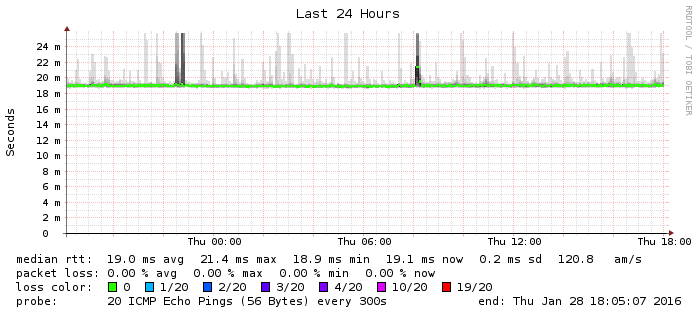 Last 24 Hours
RRDTOOL / TOBI OETIKER
Seconds
24 m
22 m
20 m
18 m
16 m
14 m
12 m
10 m
8 m
6 m
4 m
2 m
0
Thu 00:00 Thu 06:00 Thu 12:00 Thu 18:00
median rtt: 19.0 ms avg 21.4 ms max 18.9 ms min 19.1 ms now 0.2 ms sd 120.8 am/s
packet loss: 0.00 % avg 0.00 % max 0.00 % min 0.00 % now
loss color: 0 1/20 2/20 3/20 4/20 10/20 19/20
probe: 20 ICMP Echo Pings (56 Bytes) every 300s end: Thu Jan 28 18:05:07 2016